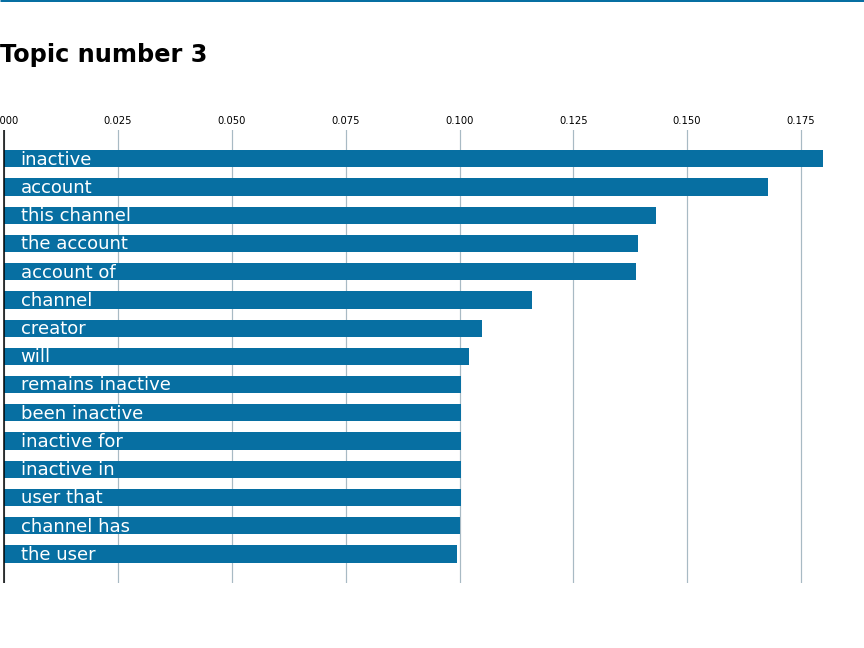 Topic number 3
.000 0.025 0.050 0.075 0.100 0.125 0.150 0.175
inactive
account
this channel
the account
account of
channel
creator
will
remains inactive
been inactive
inactive for
inactive in
user that
channel has
the user